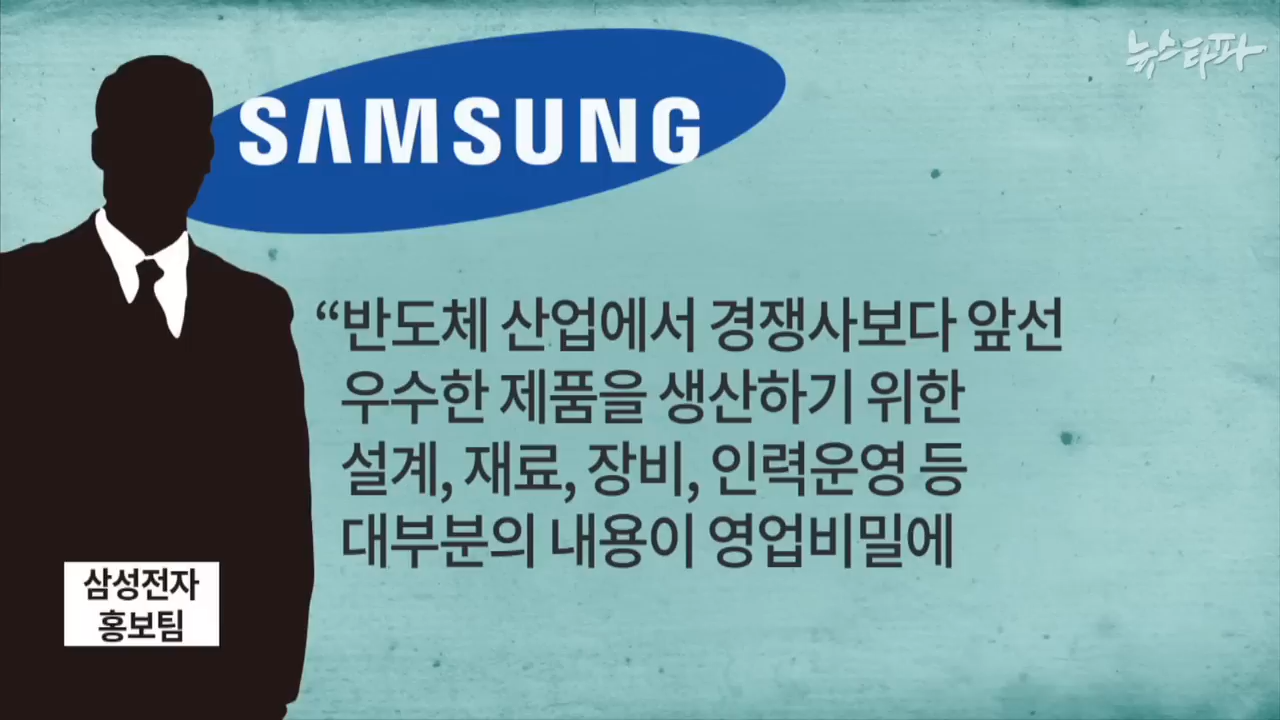 뉴스타파
SAMSUNG
“반도체 산업에서 경쟁사보다 앞선
우수한 제품을 생산하기 위한
설계, 재료, 장비, 인력운영 등
대부분의 내용이 영업비밀에
삼성전자
홍보팀